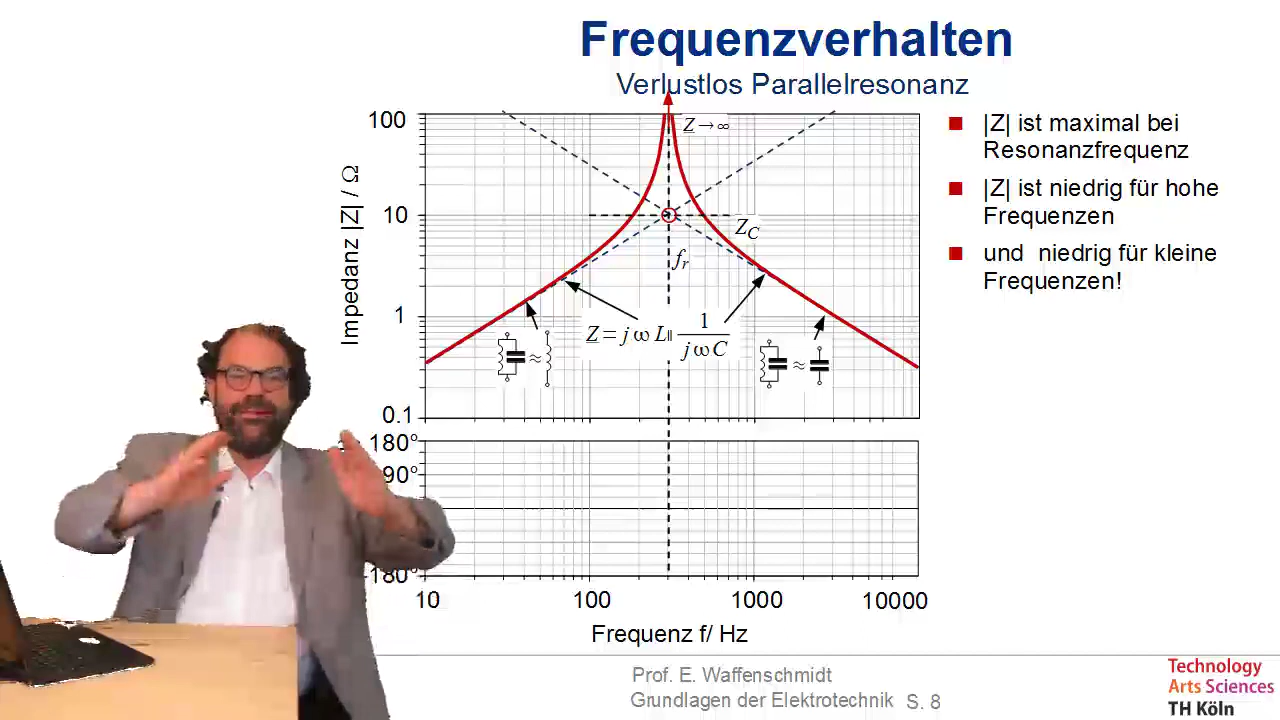 Frequenzverhalten
Verlustlos Parallelresonanz
|Z| ist maximal bei
Resonanzfrequenz
|Z| ist niedrig für hohe
Frequenzen
und niedrig für kleine
Frequenzen!
Impedanz |Z| / Ω
100
10
1
0.1
Z → ∞
Z_C
f_r
Z = j ω L || 1/(j ω C)
≈
≈
180°
90°
180°
10 100 1000 10000
Frequenz f/ Hz
Prof. E. Waffenschmidt
Grundlagen der Elektrotechnik S. 8
Technology
Arts Sciences
TH Köln